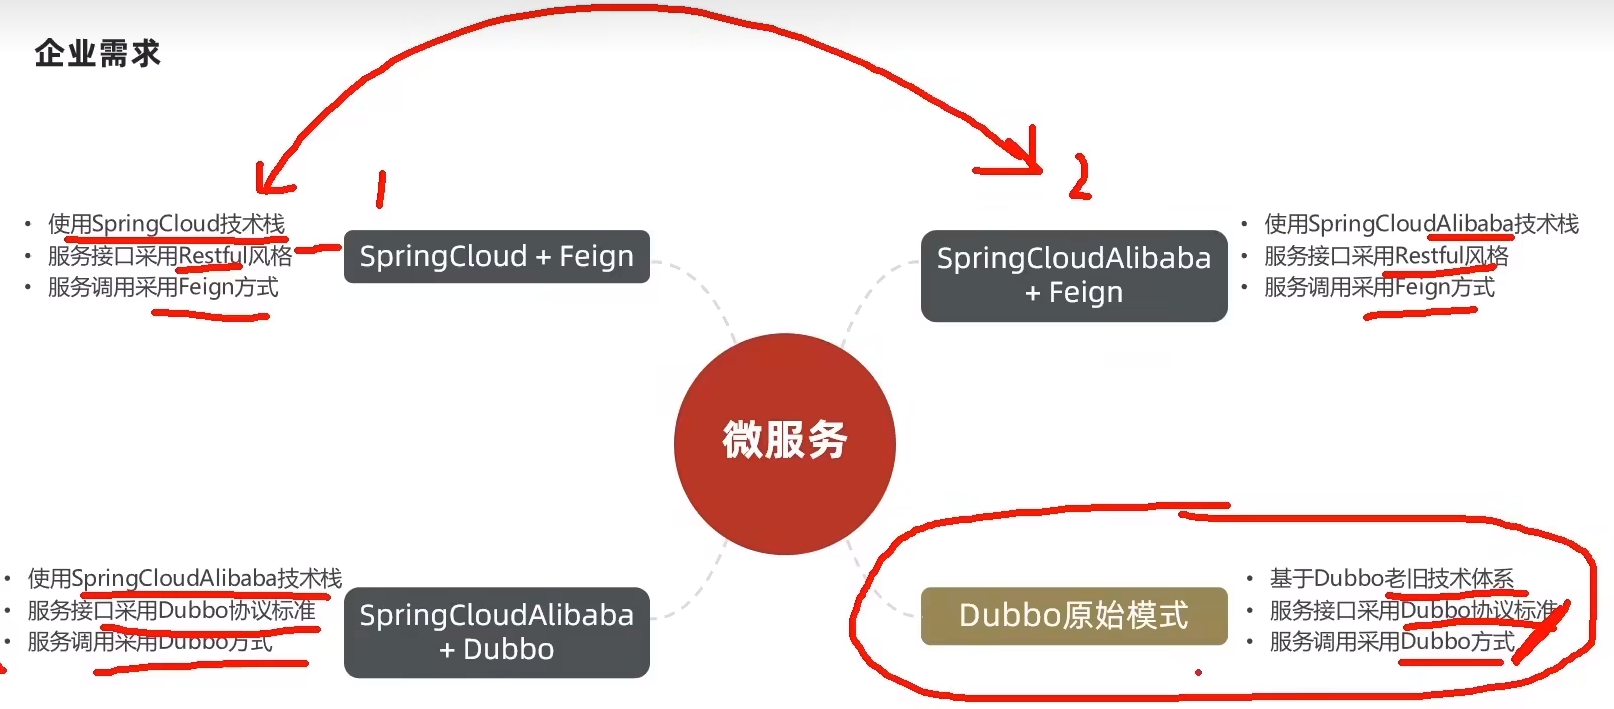 企业需求
1
2
• 使用SpringCloud技术栈
• 服务接口采用Restful风格
• 服务调用采用Feign方式
SpringCloud + Feign
SpringCloudAlibaba
+ Feign
• 使用SpringCloudAlibaba技术栈
• 服务接口采用Restful风格
• 服务调用采用Feign方式
微服务
• 使用SpringCloudAlibaba技术栈
• 服务接口采用Dubbo协议标准
• 服务调用采用Dubbo方式
SpringCloudAlibaba
+ Dubbo
Dubbo原始模式
• 基于Dubbo老旧技术体系
• 服务接口采用Dubbo协议标准
• 服务调用采用Dubbo方式